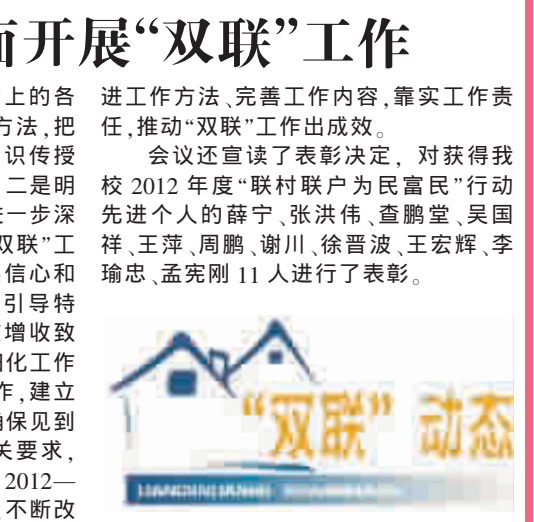 开展“双联”工作
上的各
方法,把
识传授
二是明
一步深
双联”工
信心和
引导特
增收致
化工作
作,建立
保见到
关要求,
2012—
不断改
进工作方法、完善工作内容,靠实工作责
任,推动“双联”工作出成效。
会议还宣读了表彰决定，对获得我
校 2012 年度“联村联户为民富民”行动
先进个人的薛宁、张洪伟、查鹏堂、吴国
祥、王萍、周鹏、谢川、徐晋波、王宏辉、李
瑜忠、孟宪刚 11 人进行了表彰。
“双联” 动态